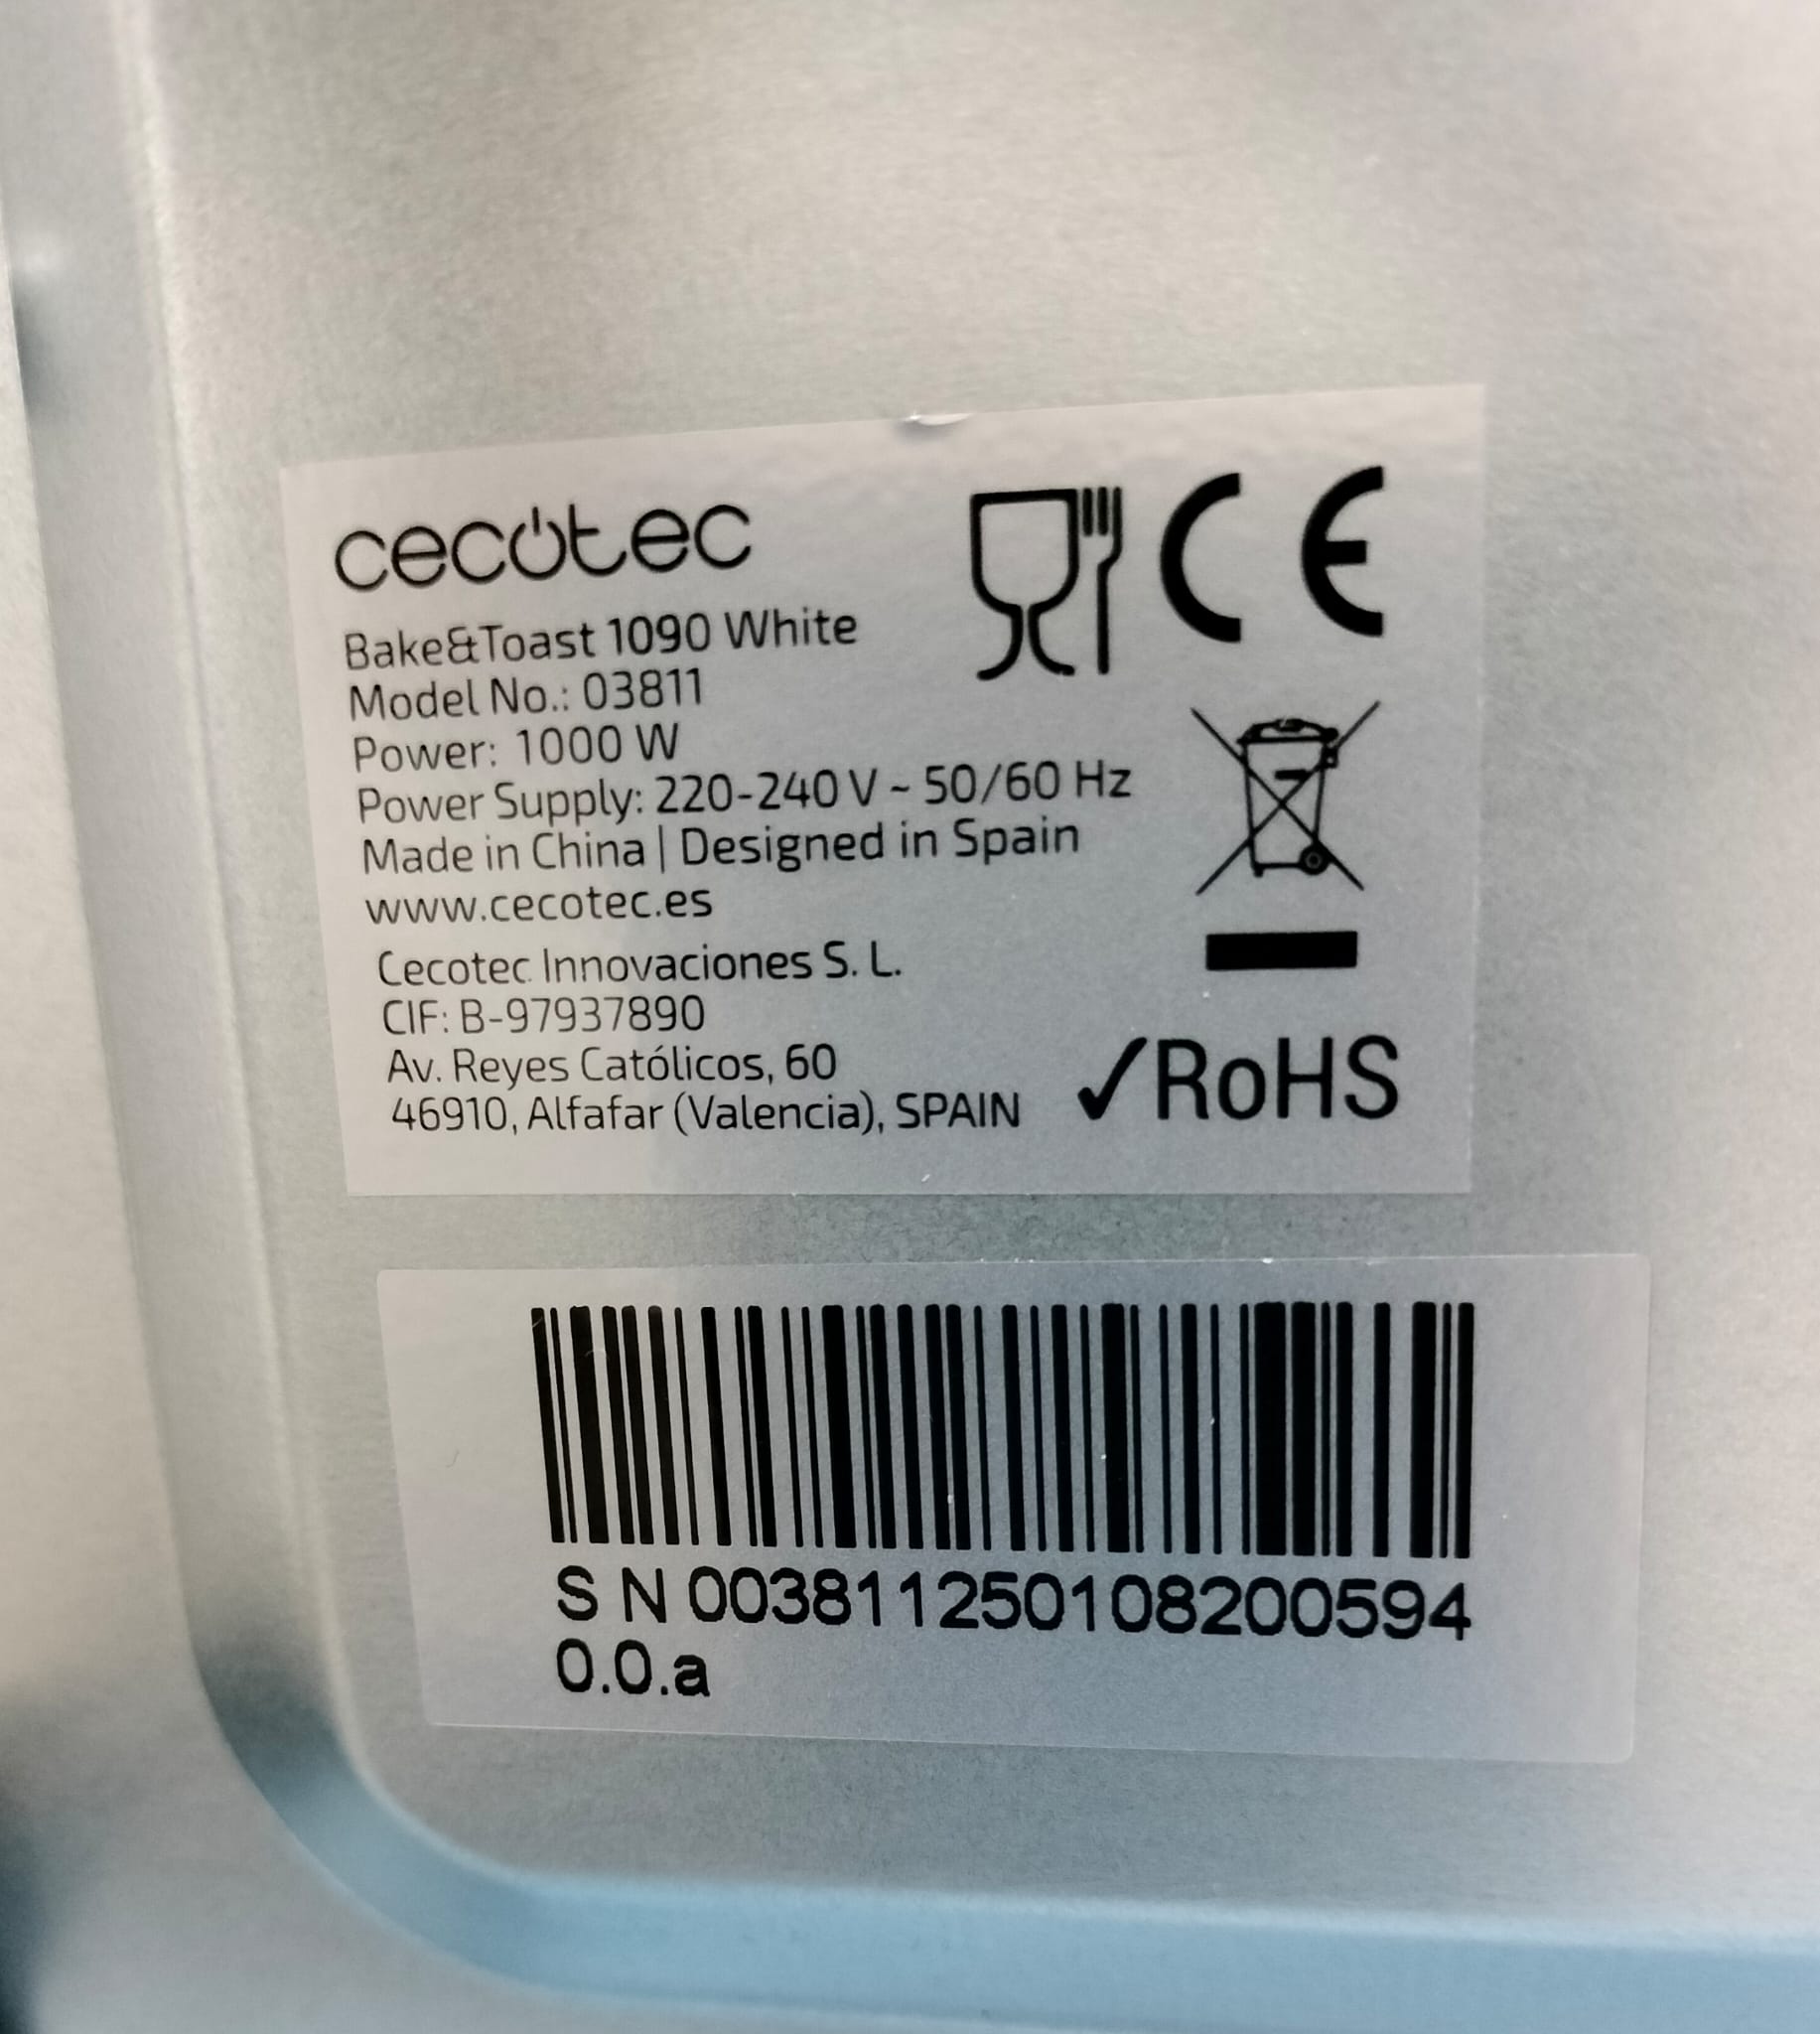 cecotec
Bake&Toast 1090 White
Model No.: 03811
Power: 1000 W
Power Supply: 220-240 V ~ 50/60 Hz
Made in China | Designed in Spain
www.cecotec.es
Cecotec Innovaciones S. L.
CIF: B-97937890
Av. Reyes Católicos, 60
46910, Alfafar (Valencia), SPAIN
CE
✓RoHS
S N 003811250108200594
0.0.a